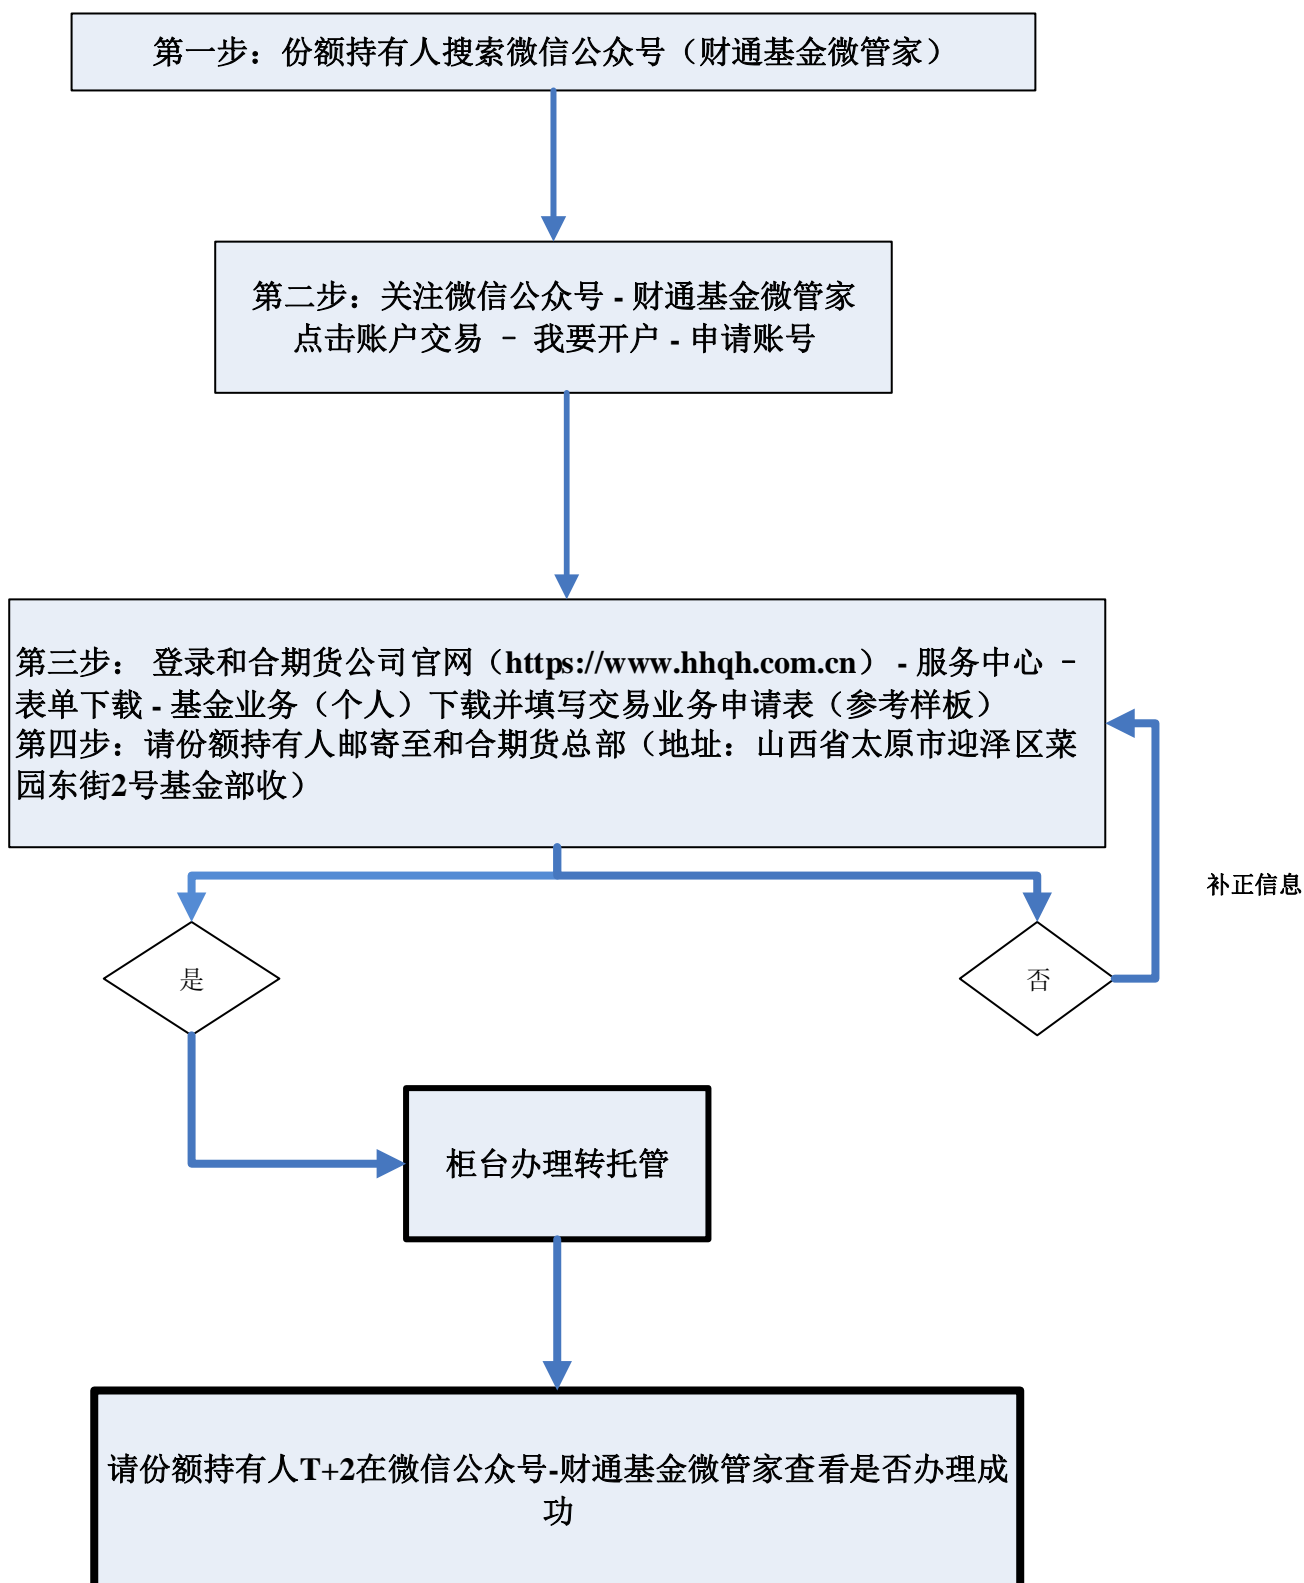 第一步：份额持有人搜索微信公众号（财通基金微管家）
第二步：关注微信公众号 - 财通基金微管家
点击账户交易 － 我要开户 - 申请账号
第三步： 登录和合期货公司官网（https://www.hhqh.com.cn） - 服务中心 －
表单下载 - 基金业务（个人）下载并填写交易业务申请表（参考样板）
第四步：请份额持有人邮寄至和合期货总部（地址：山西省太原市迎泽区菜
园东街2号基金部收）
补正信息
是
否
柜台办理转托管
请份额持有人T+2在微信公众号-财通基金微管家查看是否办理成
功